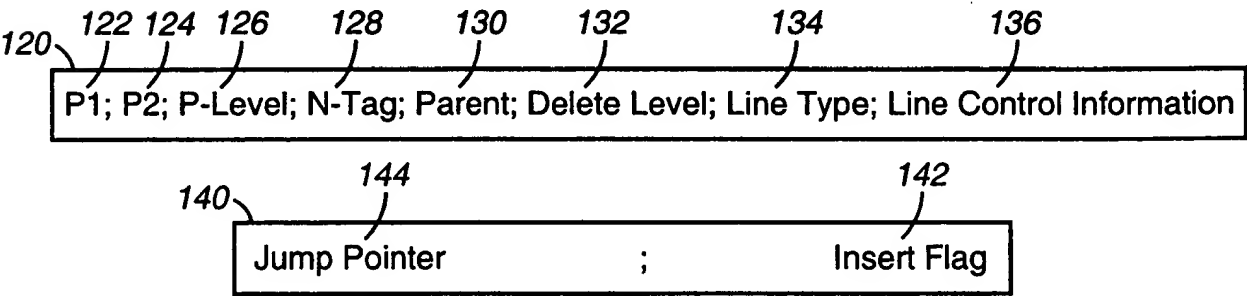 122 124 126 128 130 132 134 136
120
P1; P2; P-Level; N-Tag; Parent; Delete Level; Line Type; Line Control Information
144 142
140
Jump Pointer ; Insert Flag